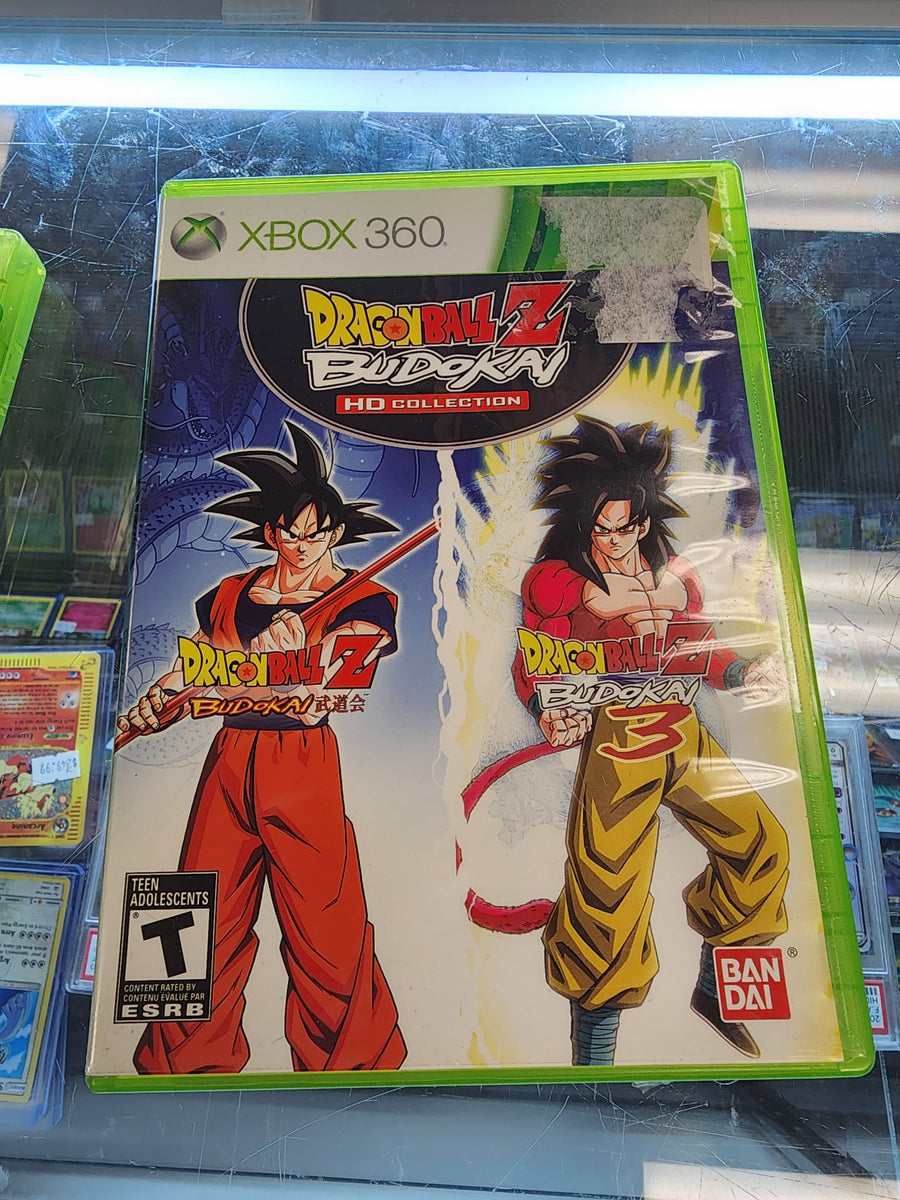 XBOX 360
DRAGON BALL Z
BUDOKAI
HD COLLECTION
DRAGON BALL Z
BUDOKAI 武道会
DRAGON BALL Z
BUDOKAI
3
TEEN
ADOLESCENTS
T
CONTENT RATED BY
CONTENU ÉVALUÉ PAR
ESRB
BAN
DAI
®
Arcanine